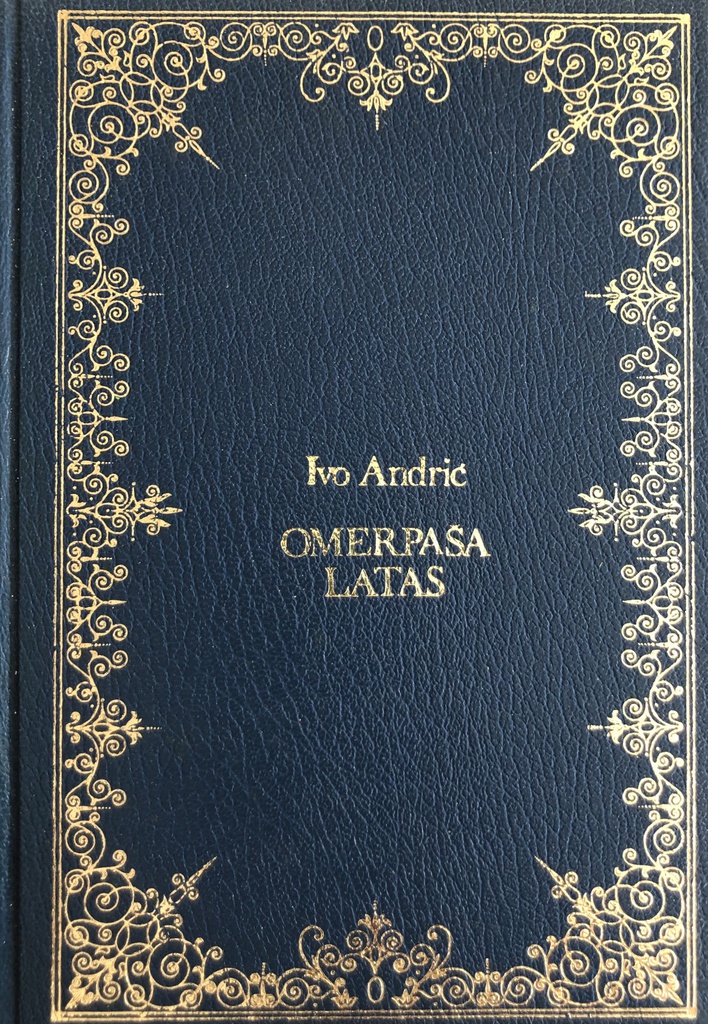 Ivo Andrić
OMERPAŠA
LATAS